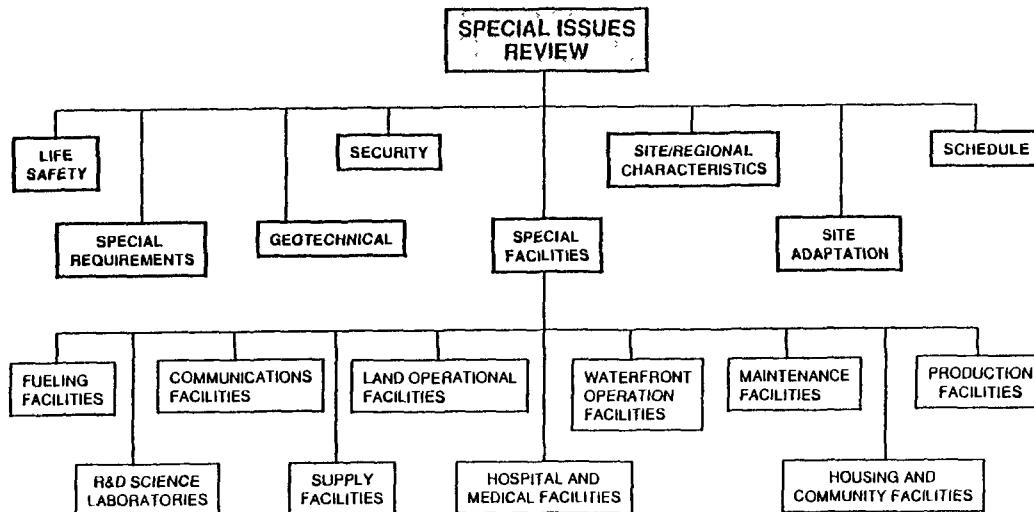 SPECIAL ISSUES
REVIEW
LIFE
SAFETY
SECURITY
SITE/REGIONAL
CHARACTERISTICS
SCHEDULE
SPECIAL
REQUIREMENTS
GEOTECHNICAL
SPECIAL
FACILITIES
SITE
ADAPTATION
FUELING
FACILITIES
COMMUNICATIONS
FACILITIES
LAND OPERATIONAL
FACILITIES
WATERFRONT
OPERATION
FACILITIES
MAINTENANCE
FACILITIES
PRODUCTION
FACILITIES
R&D SCIENCE
LABORATORIES
SUPPLY
FACILITIES
HOSPITAL AND
MEDICAL FACILITIES
HOUSING AND
COMMUNITY FACILITIES